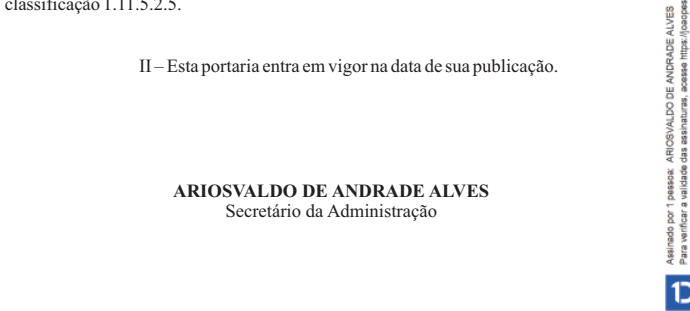 classificação 1.11.5.2.5.
II – Esta portaria entra em vigor na data de sua publicação.
ARIOSVALDO DE ANDRADE ALVES
Secretário da Administração
Assinado por 1 pessoa: ARIOSVALDO DE ANDRADE ALVES
Para verificar a validade das assinaturas, acesse https://joaopes